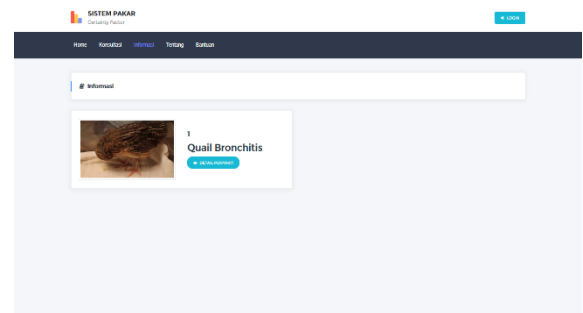 SISTEM PAKAR
Certainty Factor
LOGIN
Home Konsultasi Informasi Tentang Bantuan
# Informasi
1
Quail Bronchitis
DETAIL PENYAKIT